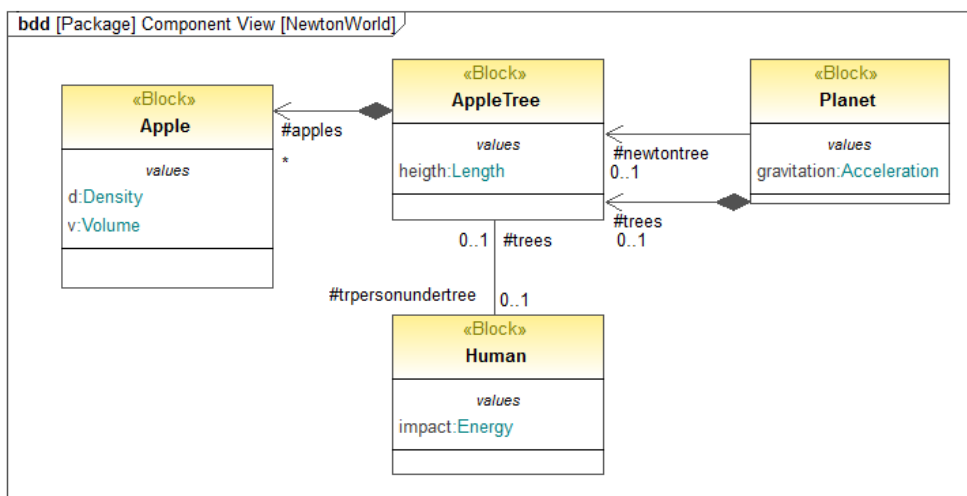 bdd [Package] Component View [NewtonWorld]
«Block»
Apple
values
d:Density
v:Volume
#apples
*
«Block»
AppleTree
values
heigth:Length
#newtontree
0..1
#trees
0..1
«Block»
Planet
values
gravitation:Acceleration
0..1 #trees
#trpersonundertree 0..1
«Block»
Human
values
impact:Energy